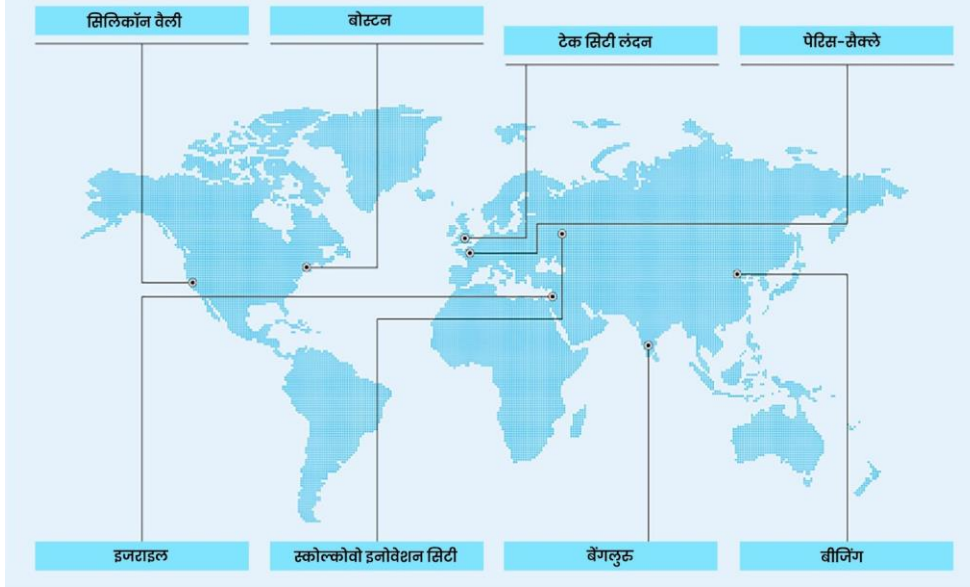 सिलिकॉन वैली
बोस्टन
टेक सिटी लंदन
पेरिस-सैक्ले
इजराइल
स्कोल्कोवो इनोवेशन सिटी
बेंगलुरु
बीजिंग